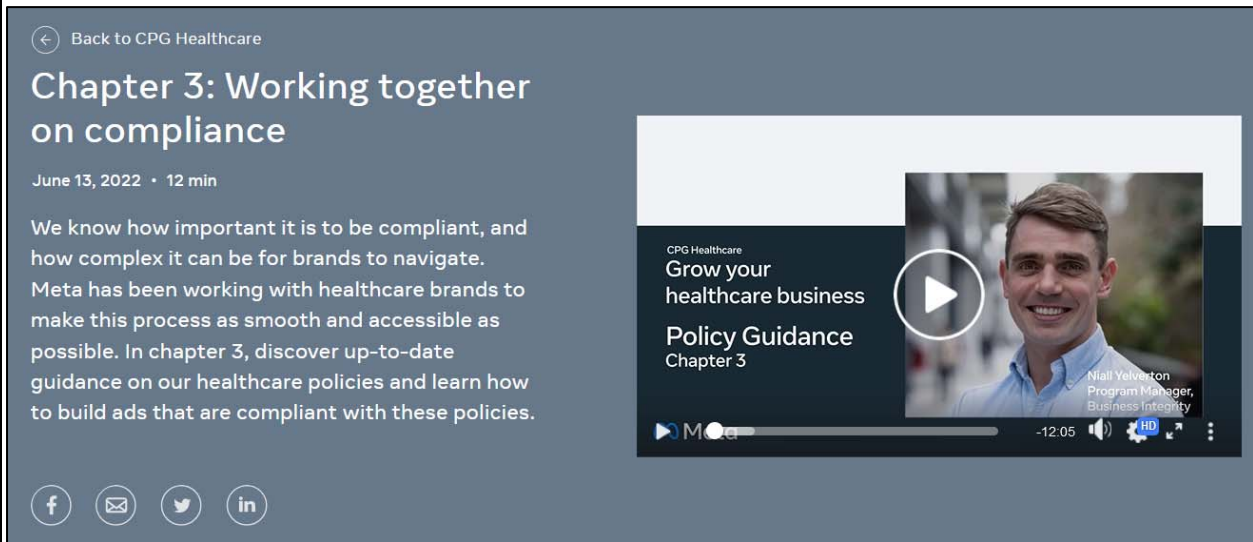 Back to CPG Healthcare
Chapter 3: Working together
on compliance
June 13, 2022 • 12 min
We know how important it is to be compliant, and
how complex it can be for brands to navigate.
Meta has been working with healthcare brands to
make this process as smooth and accessible as
possible. In chapter 3, discover up-to-date
guidance on our healthcare policies and learn how
to build ads that are compliant with these policies.
CPG Healthcare
Grow your
healthcare business
Policy Guidance
Chapter 3
Niall Yelverton
Program Manager,
Business Integrity
Meta
-12:05
HD
f
in